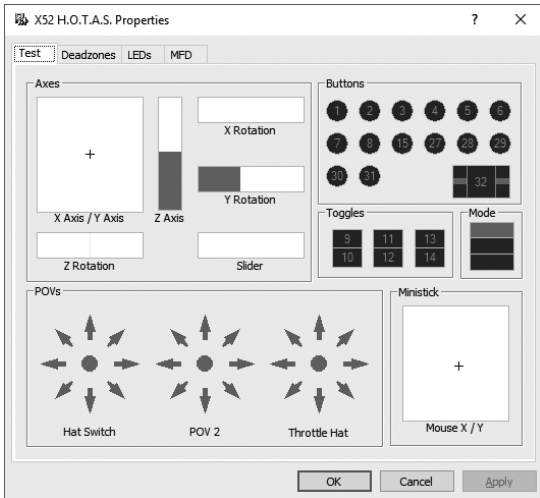 X52 H.O.T.A.S. Properties
Test Deadzones LEDs MFD
Axes
X Axis / Y Axis
Z Axis
X Rotation
Y Rotation
Z Rotation
Slider
Buttons
1 2 3 4 5 6
7 8 15 27 28 29
30 31 32
Toggles
9 11 13
10 12 14
Mode
POVs
Hat Switch
POV 2
Throttle Hat
Ministick
Mouse X / Y
OK Cancel Apply